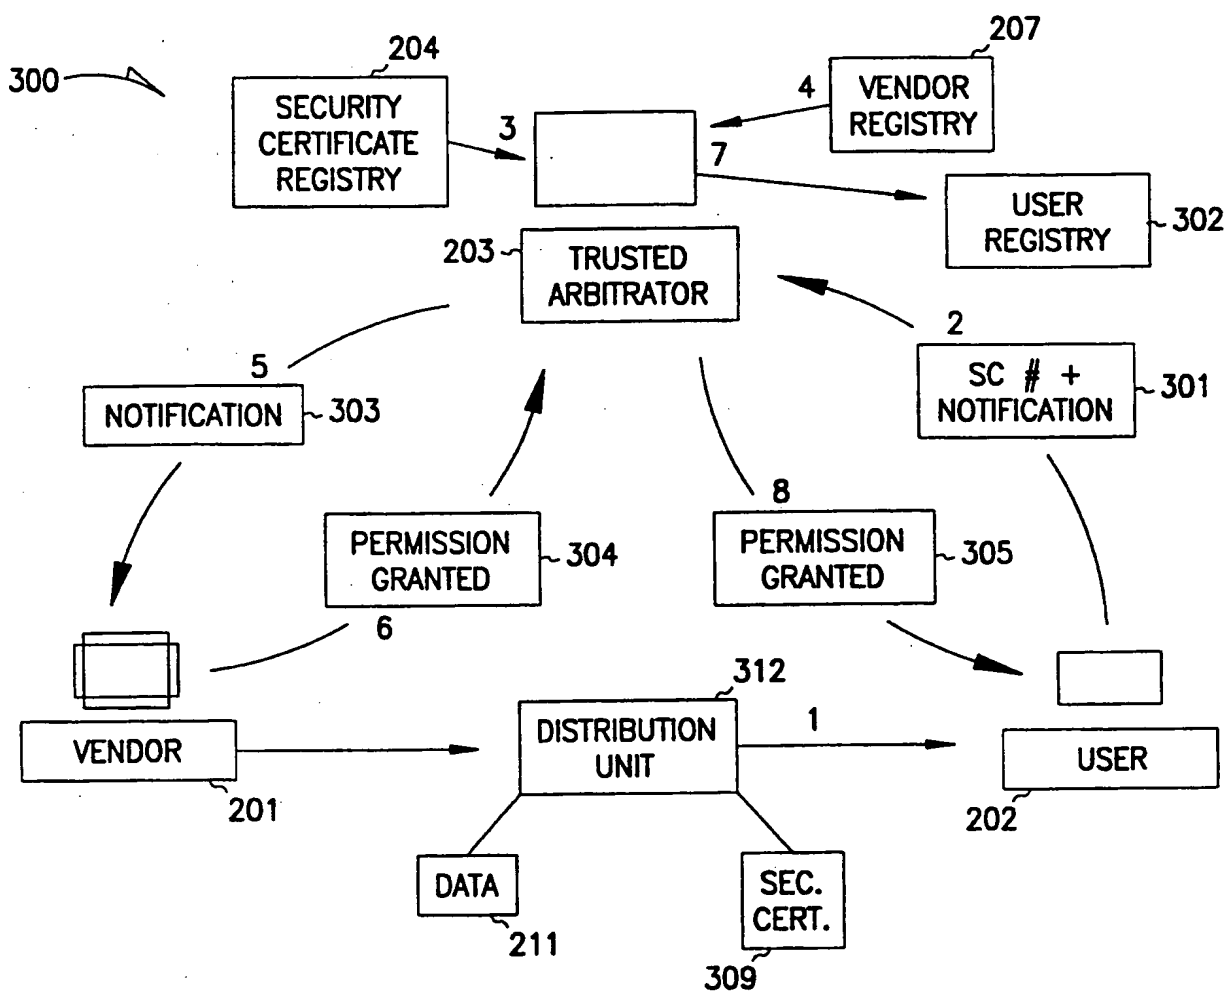 300
204
SECURITY
CERTIFICATE
REGISTRY
3
207
4
VENDOR
REGISTRY
7
USER
REGISTRY
302
203
TRUSTED
ARBITRATOR
2
SC # +
NOTIFICATION
301
5
NOTIFICATION
303
PERMISSION
GRANTED
304
6
8
PERMISSION
GRANTED
305
VENDOR
201
312
DISTRIBUTION
UNIT
1
USER
202
DATA
211
SEC.
CERT.
309